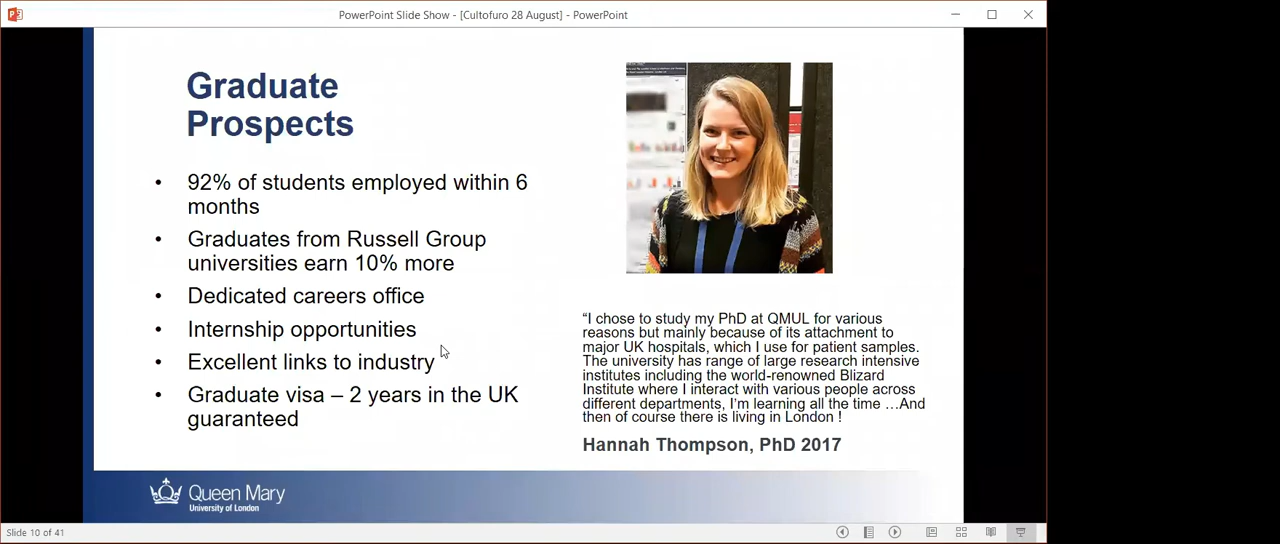 PowerPoint Slide Show - [Cultofuro 28 August] - PowerPoint
Graduate
Prospects
• 92% of students employed within 6
months
• Graduates from Russell Group
universities earn 10% more
• Dedicated careers office
• Internship opportunities
• Excellent links to industry
• Graduate visa – 2 years in the UK
guaranteed
“I chose to study my PhD at QMUL for various
reasons but mainly because of its attachment to
major UK hospitals, which I use for patient samples.
The university has range of large research intensive
institutes including the world-renowned Blizard
Institute where I interact with various people across
different departments, I’m learning all the time …And
then of course there is living in London !
Hannah Thompson, PhD 2017
Queen Mary
University of London
Slide 10 of 41